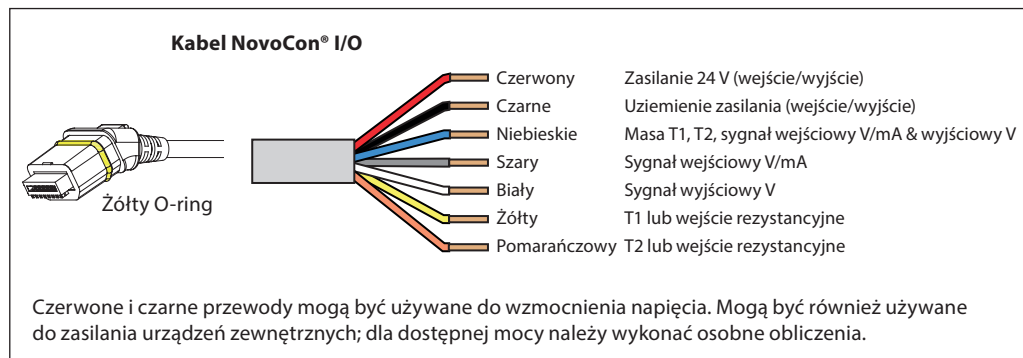 Kabel NovoCon® I/O
Czerwony Zasilanie 24 V (wejście/wyjście)
Czarne Uziemienie zasilania (wejście/wyjście)
Niebieskie Masa T1, T2, sygnał wejściowy V/mA & wyjściowy V
Szary Sygnał wejściowy V/mA
Biały Sygnał wyjściowy V
Żółty T1 lub wejście rezystancyjne
Pomarańczowy T2 lub wejście rezystancyjne
Żółty O-ring
Czerwone i czarne przewody mogą być używane do wzmocnienia napięcia. Mogą być również używane
do zasilania urządzeń zewnętrznych; dla dostępnej mocy należy wykonać osobne obliczenia.